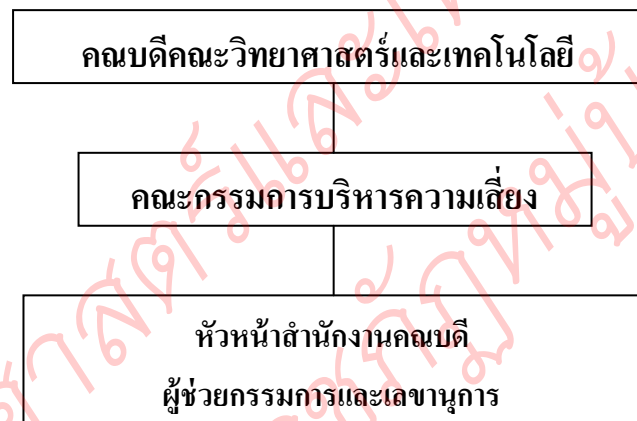 คณบดีคณะวิทยาศาสตร์และเทคโนโลยี
คณะกรรมการบริหารความเสี่ยง
หัวหน้าสำนักงานคณบดี
ผู้ช่วยกรรมการและเลขานุการ